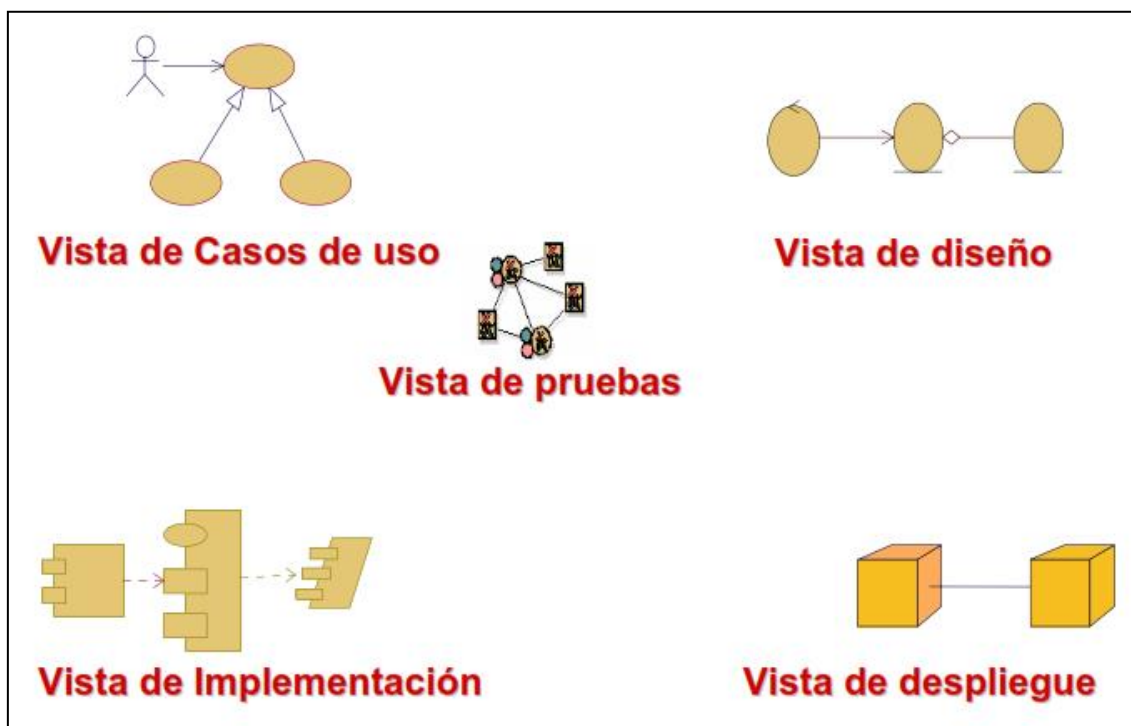 Vista de Casos de uso
Vista de diseño
Vista de pruebas
Vista de Implementación
Vista de despliegue